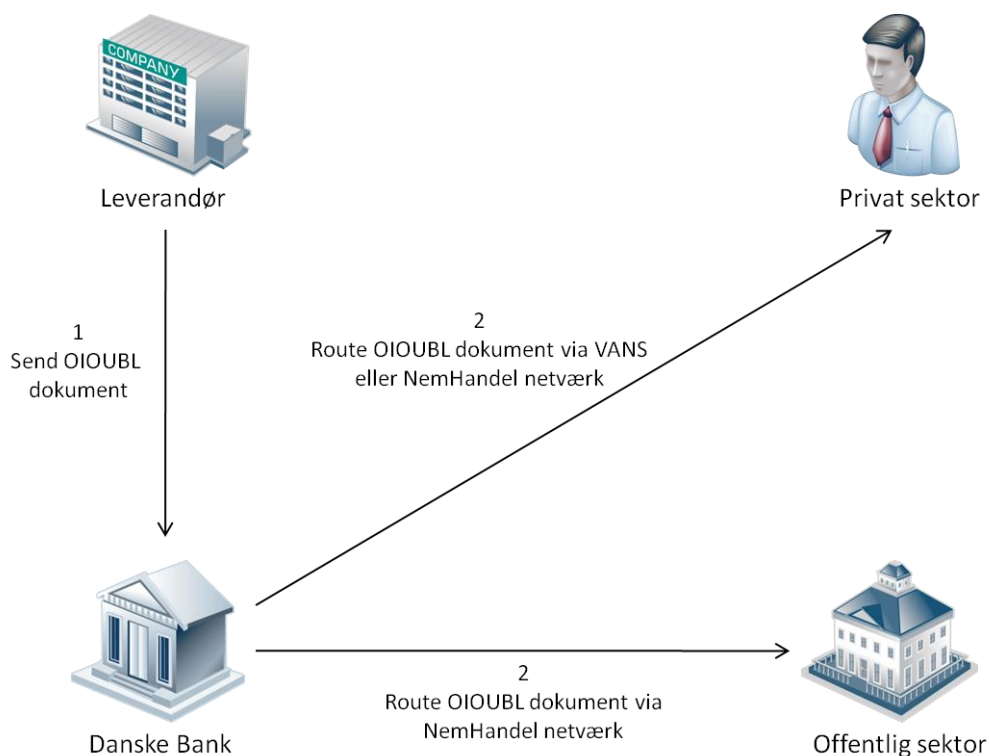 COMPANY
Leverandør
Privat sektor
1
Send OIOUBL
dokument
2
Route OIOUBL dokument via VANS
eller NemHandel netværk
2
Route OIOUBL dokument via
NemHandel netværk
Danske Bank
Offentlig sektor